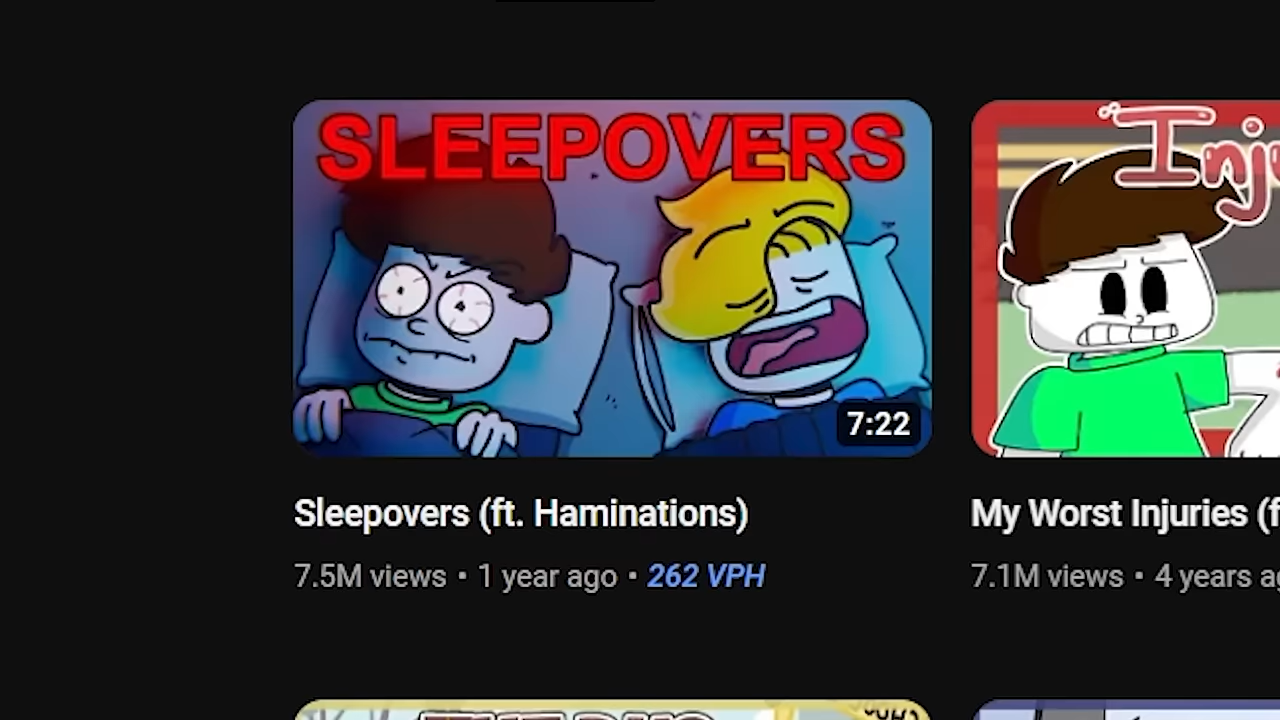 SLEEPOVERS
7:22
Sleepovers (ft. Haminations)
7.5M views • 1 year ago • 262 VPH
Inj
My Worst Injuries (f
7.1M views • 4 years ag